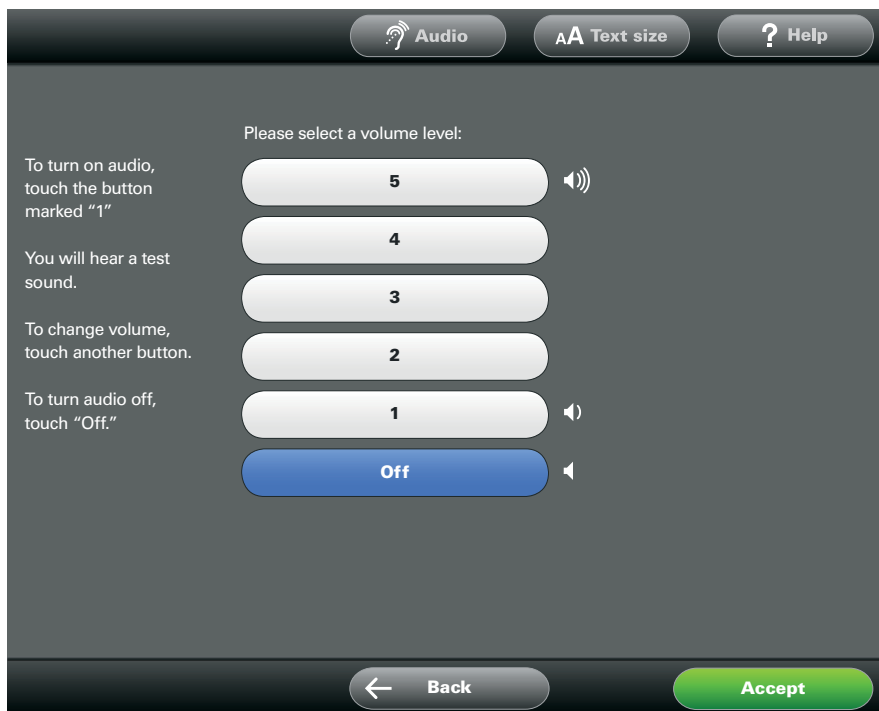 Audio
AA Text size
? Help
Please select a volume level:
To turn on audio,
touch the button
marked “1”
You will hear a test
sound.
To change volume,
touch another button.
To turn audio off,
touch “Off.”
5
4
3
2
1
Off
Back
Accept